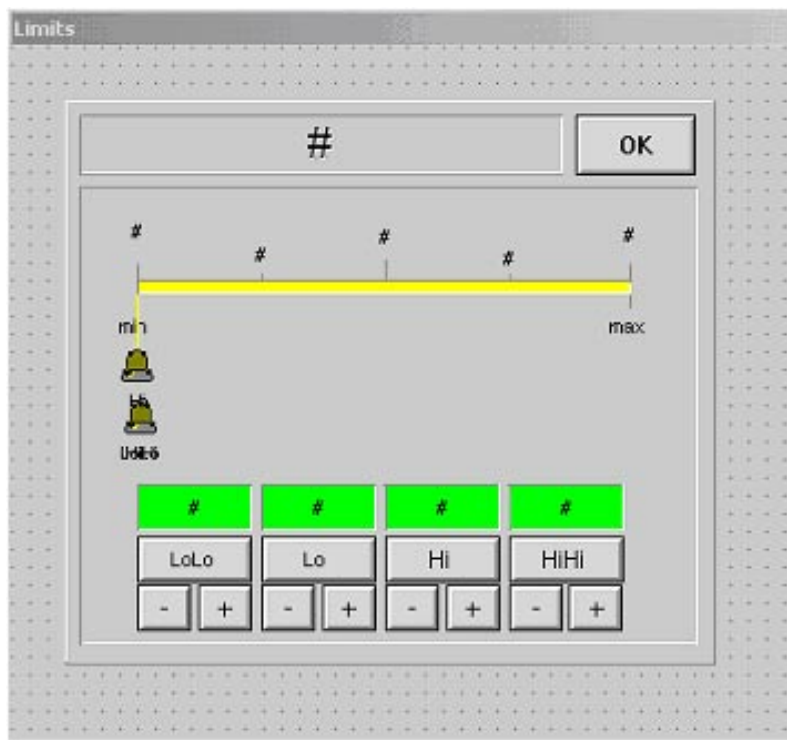 Limits
#
OK
# # # # #
min max
# # # #
LoLo Lo Hi HiHi
- + - + - + - +